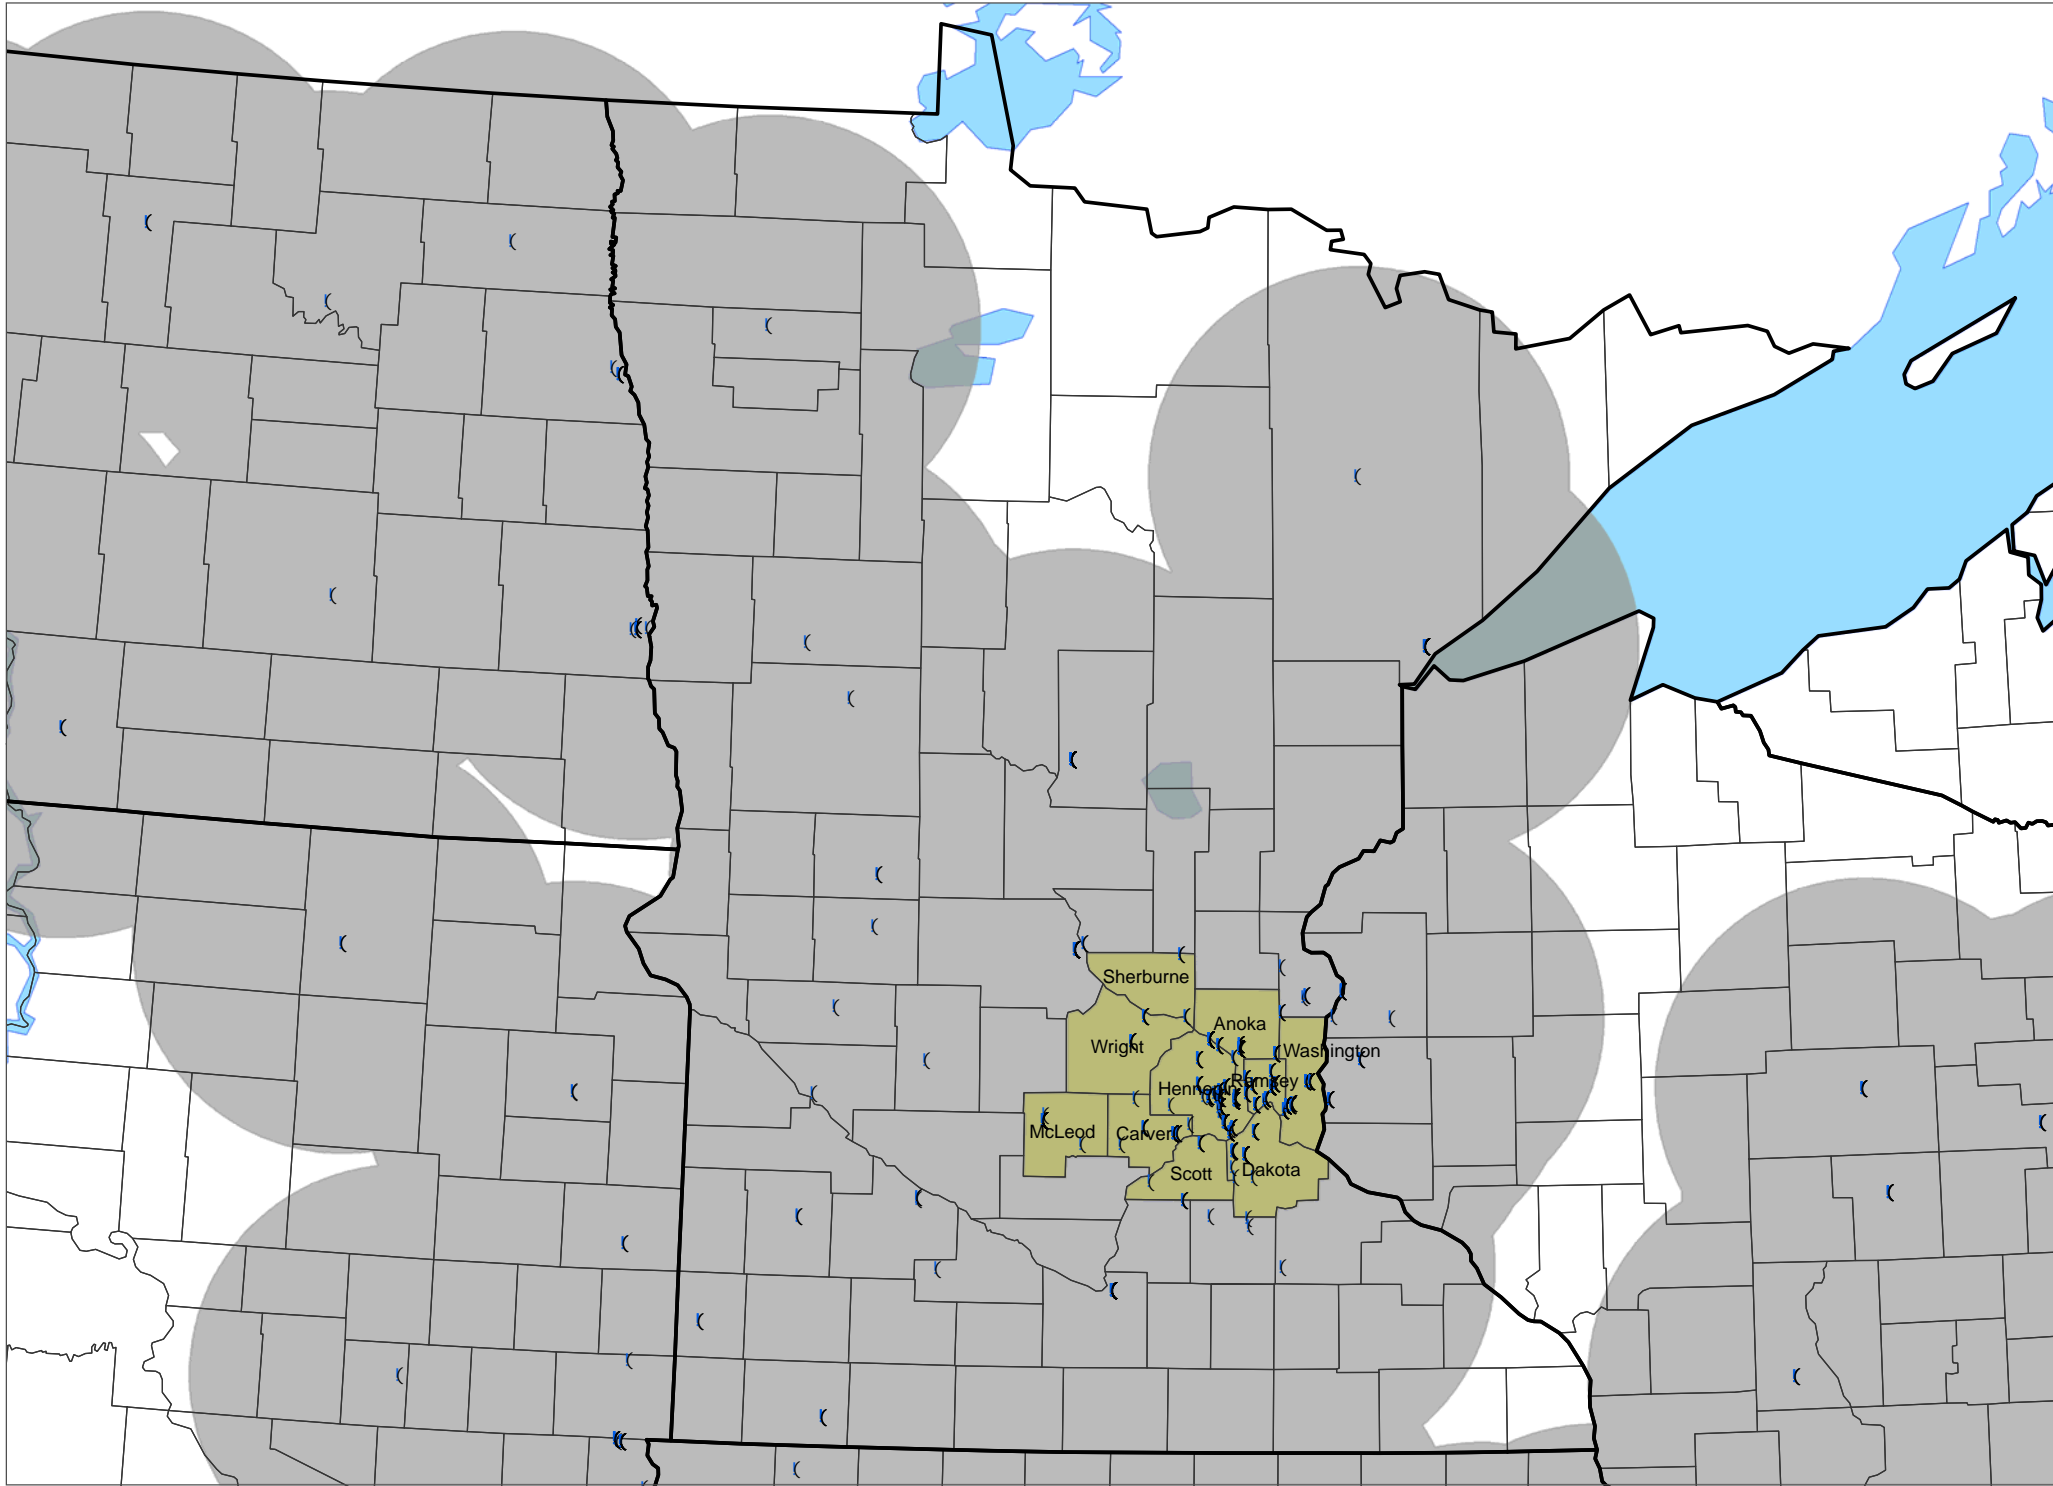 Sherburne
Anoka
Wright
Washington
Ramsey
Hennepin
McLeod
Carver
Scott
Dakota